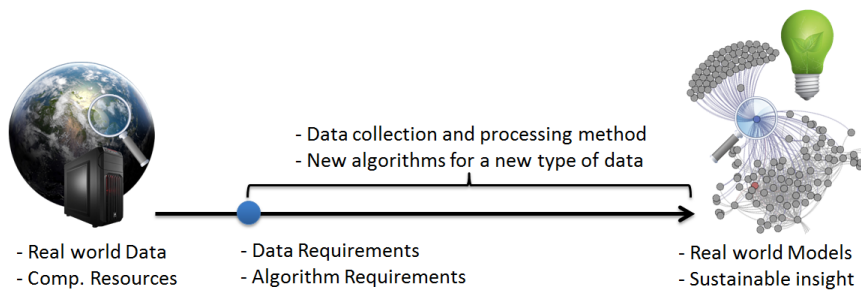 - Data collection and processing method
- New algorithms for a new type of data
- Real world Data
- Comp. Resources
- Data Requirements
- Algorithm Requirements
- Real world Models
- Sustainable insight